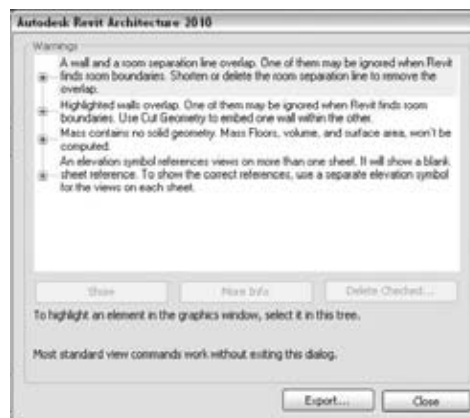 Autodesk Revit Architecture 2010
Warnings
A wall and a room separation line overlap. One of them may be ignored when Revit
finds room boundaries. Shorten or delete the room separation line to remove the
overlap.
Highlighted walls overlap. One of them may be ignored when Revit finds room
boundaries. Use Cut Geometry to embed one wall within the other.
Mass contains no solid geometry. Mass Floors, volume, and surface area, won't be
computed.
An elevation symbol references views on more than one sheet. It will show a blank
sheet reference. To show the correct references, use a separate elevation symbol
for the views on each sheet.
Show More Info Delete Checked...
To highlight an element in the graphics window, select it in this tree.
Most standard view commands work without exiting this dialog.
Export... Close